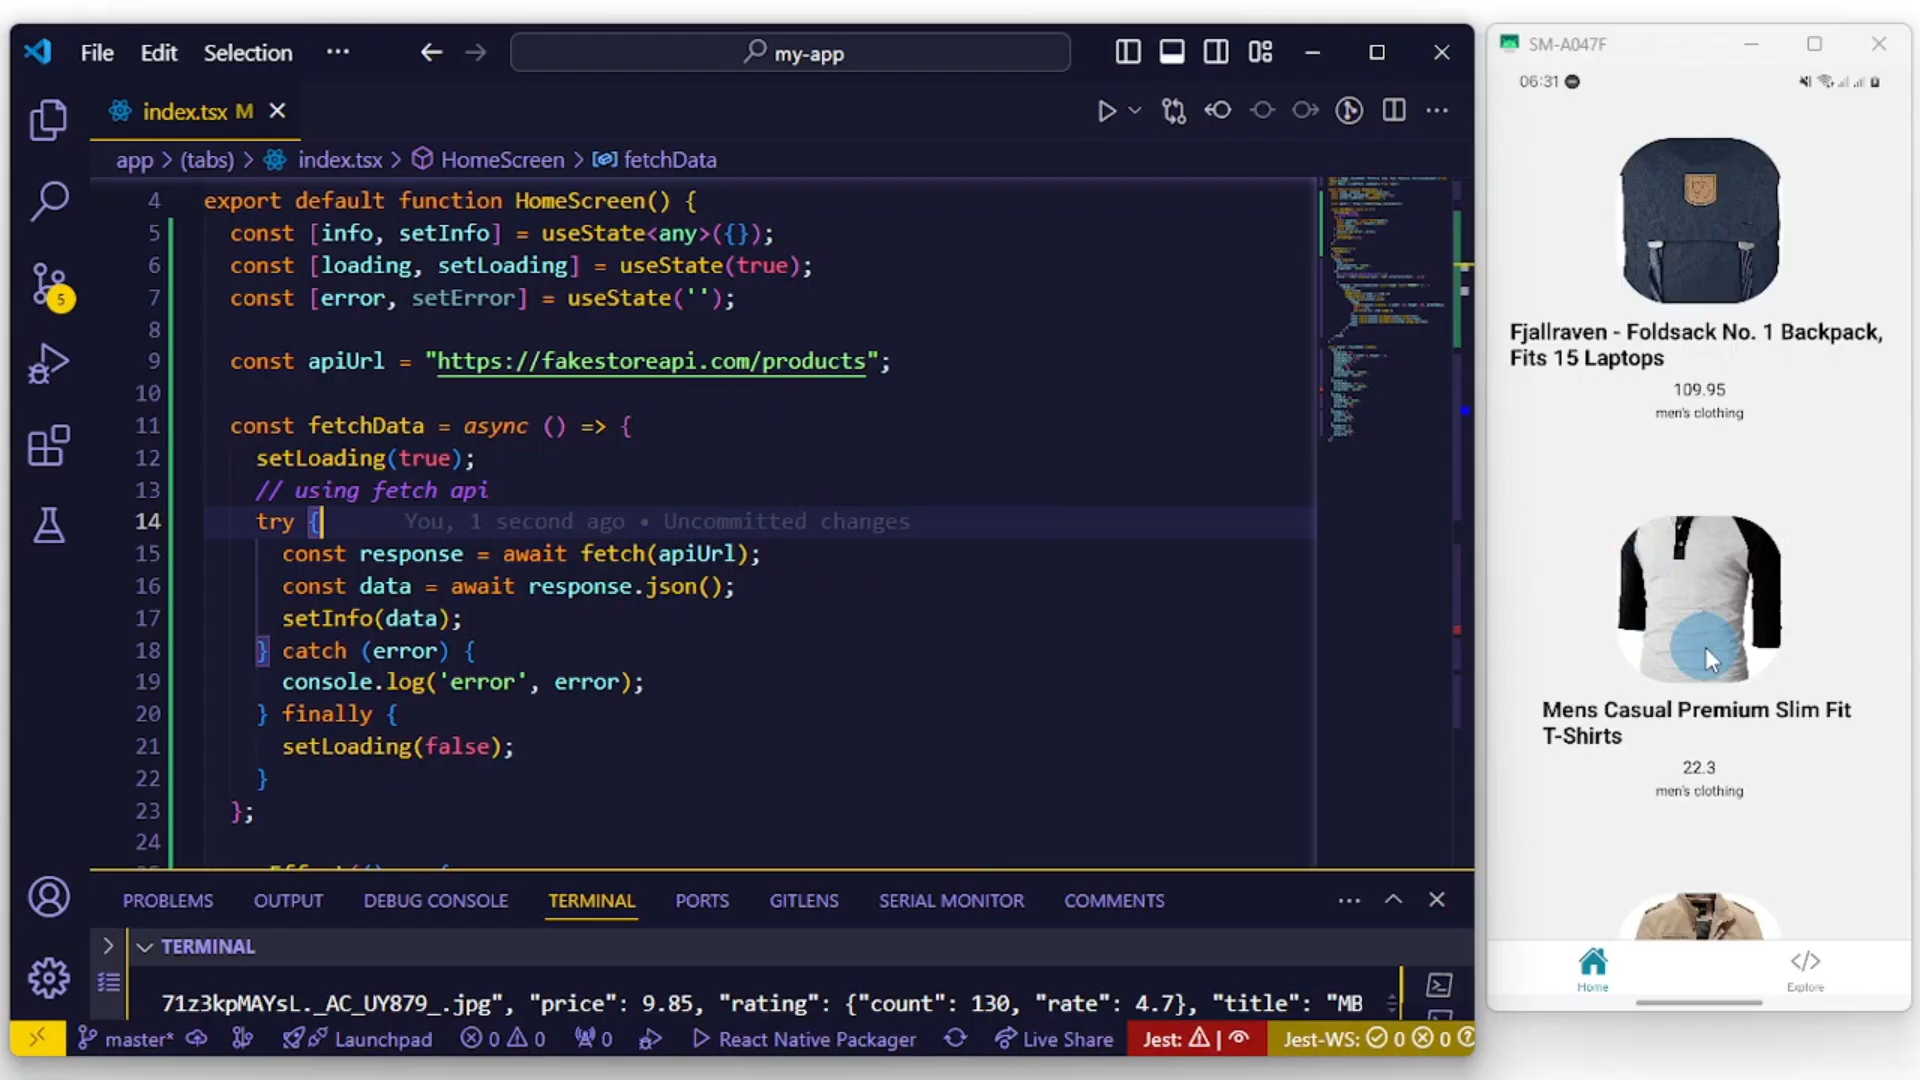 File Edit Selection ···
my-app
index.tsx M
app > (tabs) > index.tsx > HomeScreen > fetchData
4 export default function HomeScreen() {
5 const [info, setInfo] = useState<any>({});
6 const [loading, setLoading] = useState(true);
7 const [error, setError] = useState('');
8
9 const apiUrl = "https://fakestoreapi.com/products";
10
11 const fetchData = async () => {
12 setLoading(true);
13 // using fetch api
14 try { You, 1 second ago • Uncommitted changes
15 const response = await fetch(apiUrl);
16 const data = await response.json();
17 setInfo(data);
18 } catch (error) {
19 console.log('error', error);
20 } finally {
21 setLoading(false);
22 }
23 };
24
PROBLEMS OUTPUT DEBUG CONSOLE TERMINAL PORTS GITLENS SERIAL MONITOR COMMENTS
TERMINAL
71z3kpMAYsL._AC_UY879_.jpg", "price": 9.85, "rating": {"count": 130, "rate": 4.7}, "title": "MB
master* Launchpad 0 0 0 React Native Packager Live Share Jest: | Jest-WS: 0 0
5
SM-A047F
06:31
Fjallraven - Foldsack No. 1 Backpack,
Fits 15 Laptops
109.95
men's clothing
Mens Casual Premium Slim Fit
T-Shirts
22.3
men's clothing
Home Explore